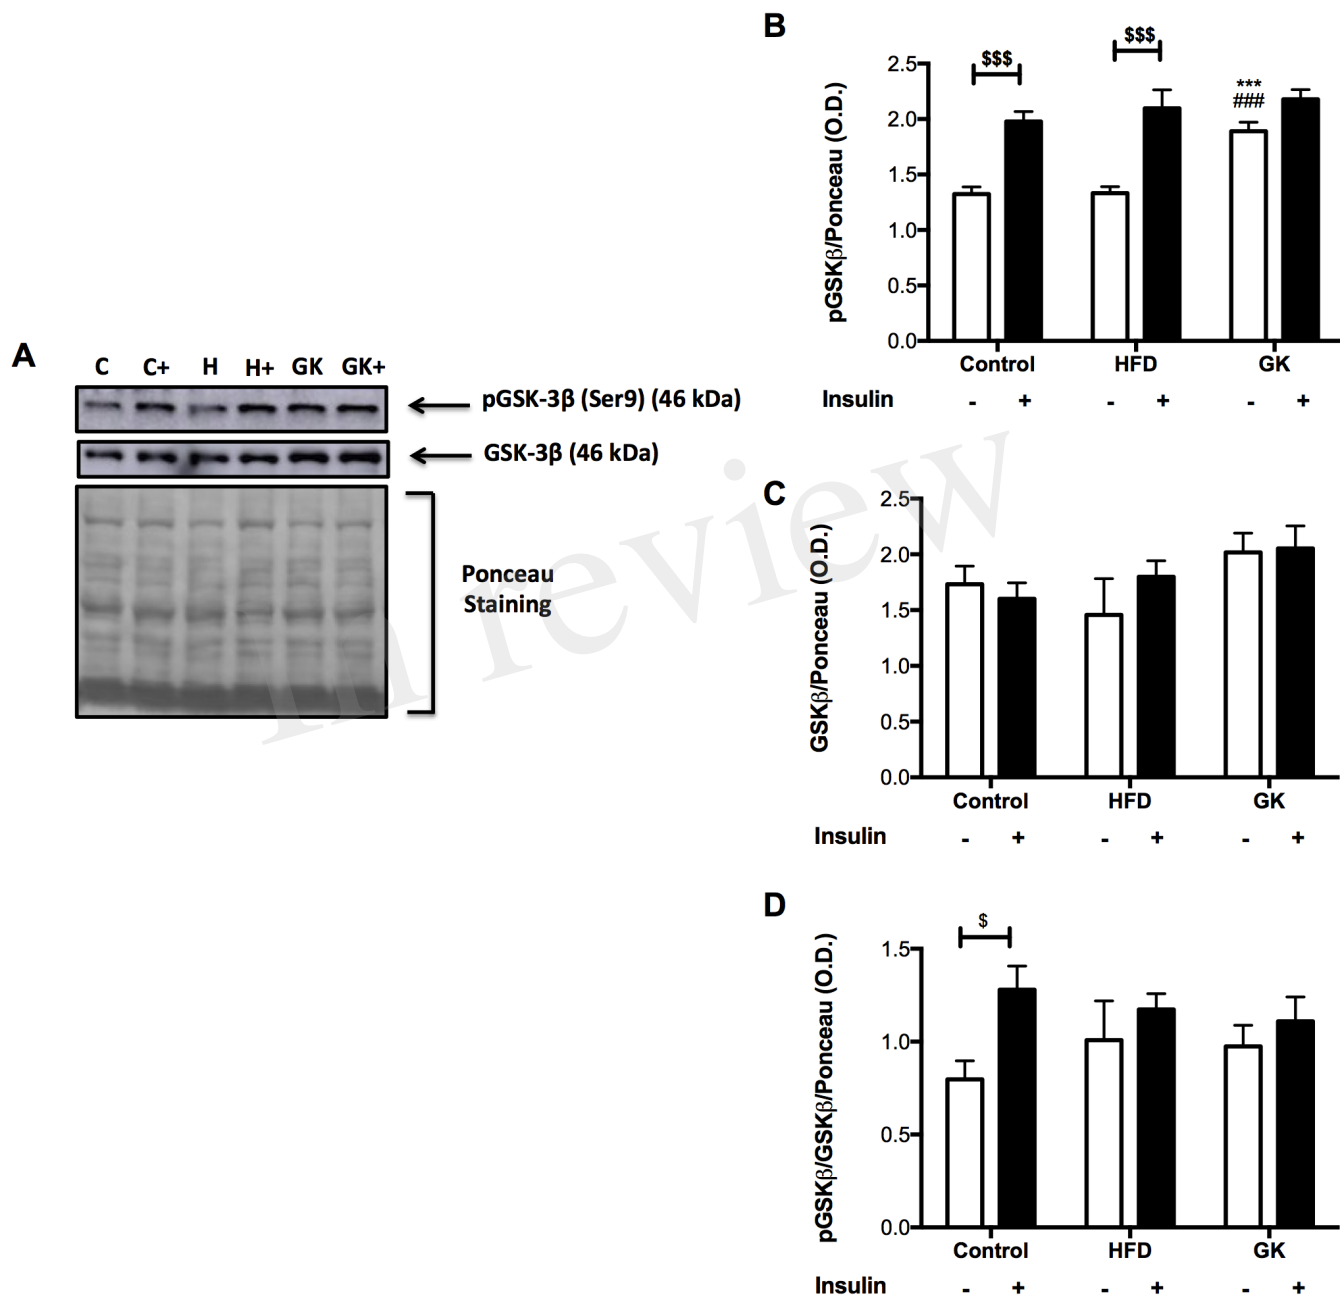 A
C C+ H H+ GK GK+
pGSK-3β (Ser9) (46 kDa)
GSK-3β (46 kDa)
Ponceau
Staining
B
pGSKβ/Ponceau (O.D.)
2.5
2.0
1.5
1.0
0.5
0.0
$$$
$$$
***
###
Control HFD GK
Insulin - + - + - +
C
GSKβ/Ponceau (O.D.)
2.5
2.0
1.5
1.0
0.5
0.0
Control HFD GK
Insulin - + - + - +
D
pGSKβ/GSKβ/Ponceau (O.D.)
1.5
1.0
0.5
0.0
$
Control HFD GK
Insulin - + - + - +
In review